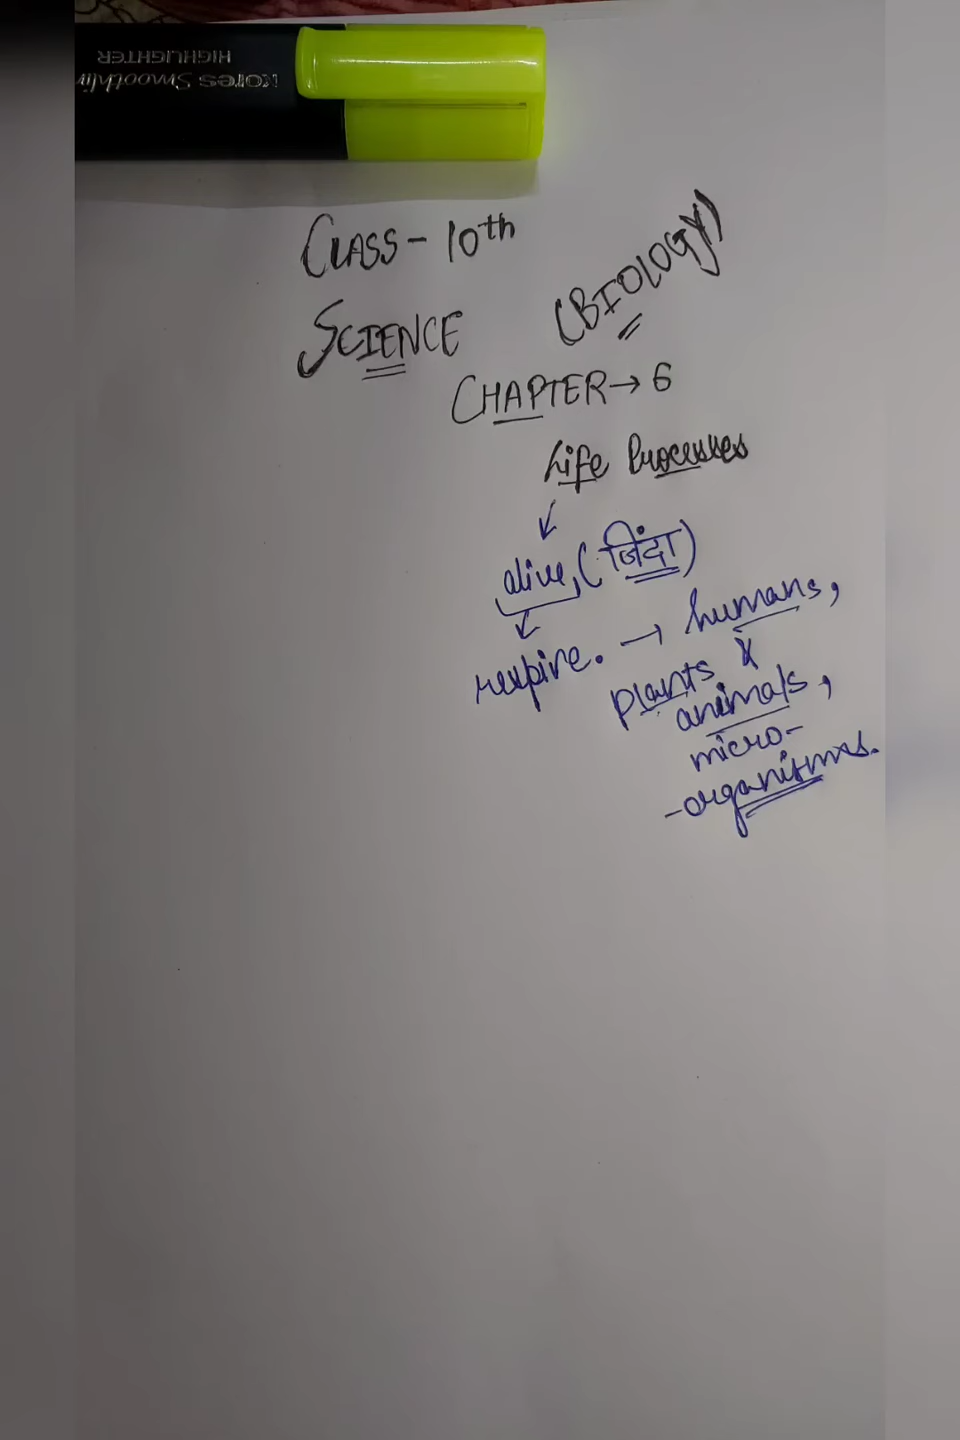 Kores Smoothlin
HIGHLIGHTER
CLASS - 10th
SCIENCE (BIOLOGY)
CHAPTER → 6
Life Processes
alive, (जिंदा)
respire. → humans,
plants &
animals,
micro-
-organisms.